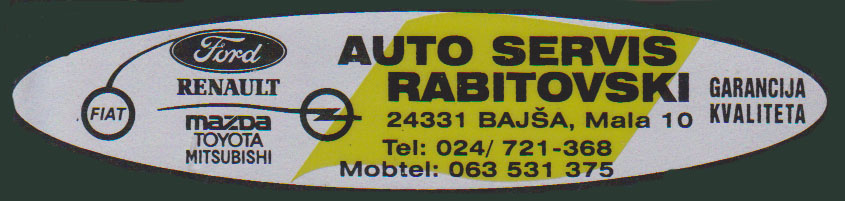 Ford
RENAULT
FIAT
mazda
TOYOTA
MITSUBISHI
AUTO SERVIS
RABITOVSKI
24331 BAJŠA, Mala 10
Tel: 024/ 721-368
Mobtel: 063 531 375
GARANCIJA
KVALITETA